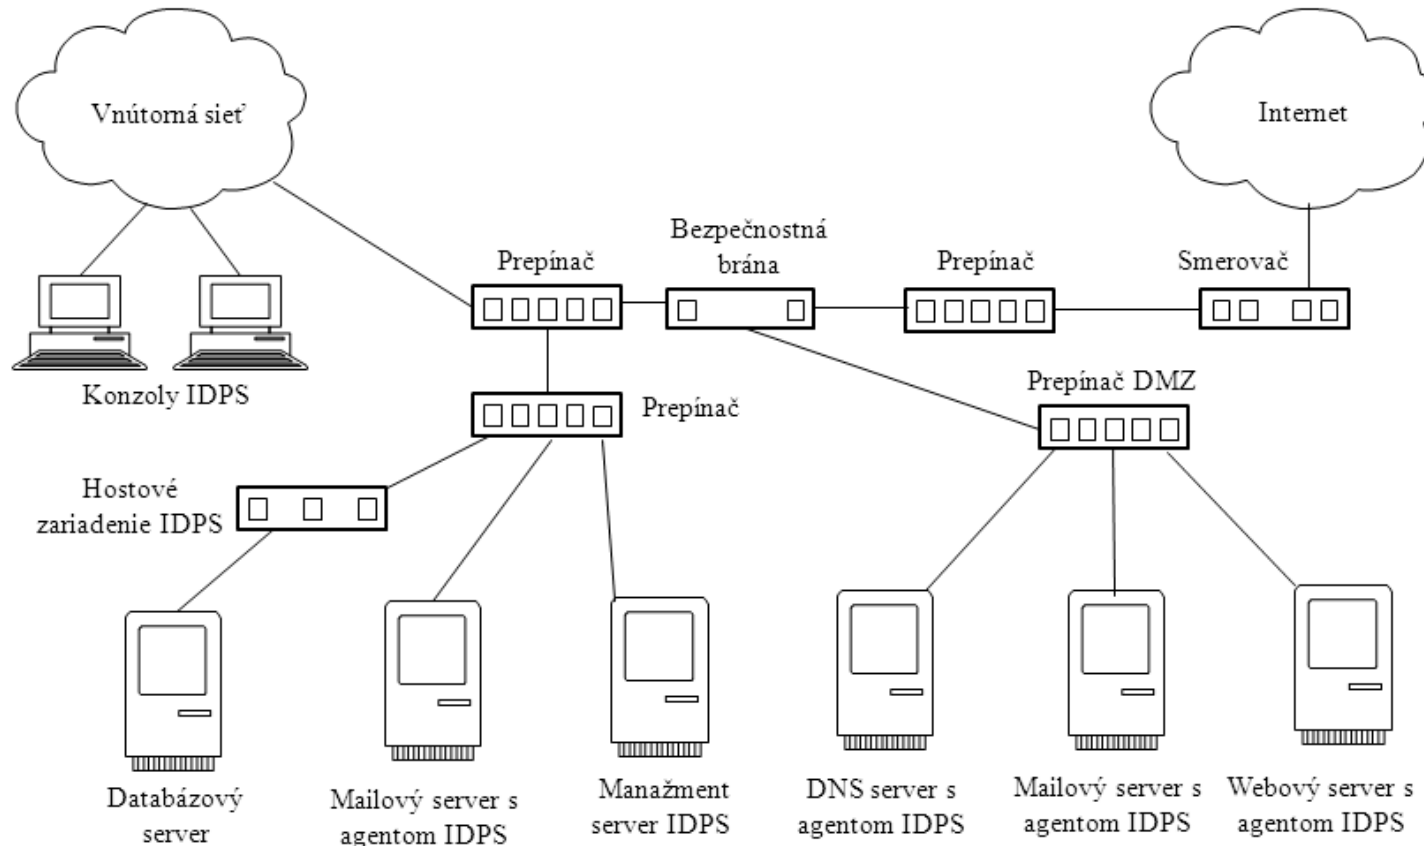 Vnútorná sieť
Internet
Bezpečnostná
brána
Prepínač
Prepínač
Smerovač
Konzoly IDPS
Prepínač
Prepínač DMZ
Hostové
zariadenie IDPS
Databázový
server
Mailový server s
agentom IDPS
Manažment
server IDPS
DNS server s
agentom IDPS
Mailový server s
agentom IDPS
Webový server s
agentom IDPS